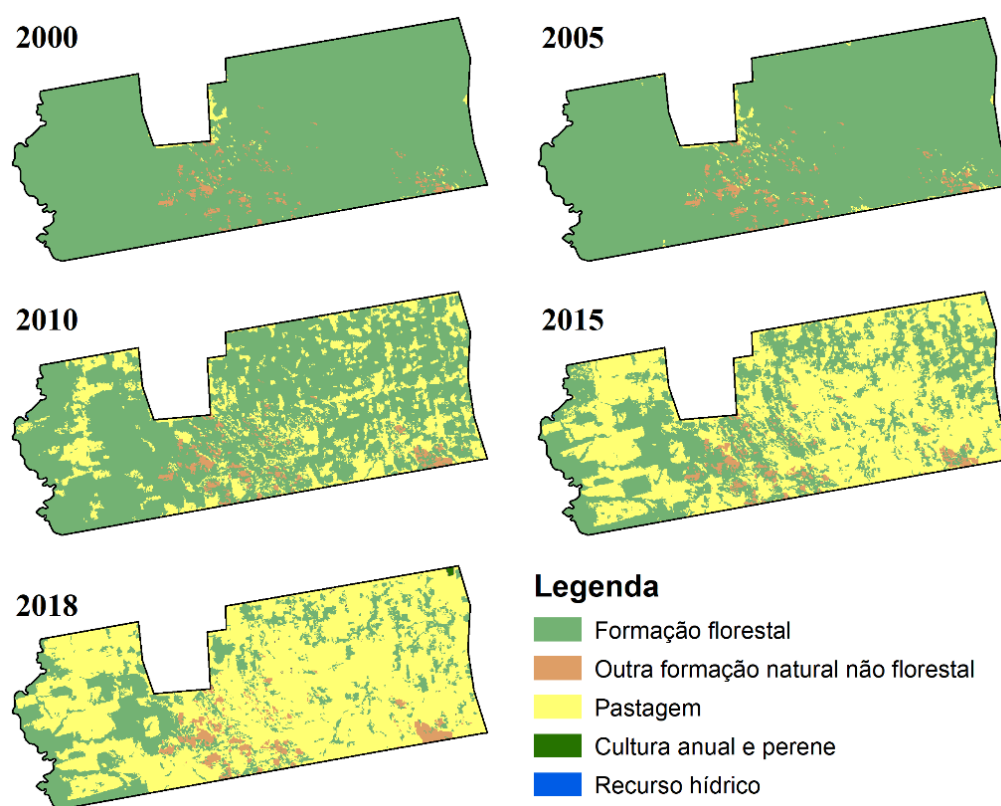 2000
2005
2010
2015
2018
Legenda
Formação florestal
Outra formação natural não florestal
Pastagem
Cultura anual e perene
Recurso hídrico